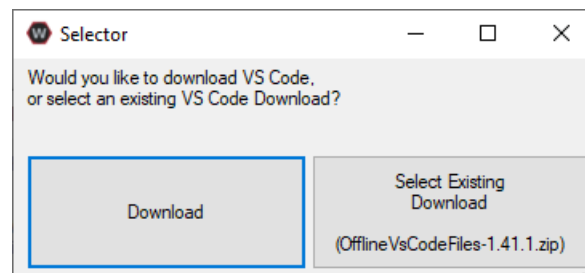 W Selector
Would you like to download VS Code,
or select an existing VS Code Download?
Download
Select Existing
Download
(OfflineVsCodeFiles-1.41.1.zip)